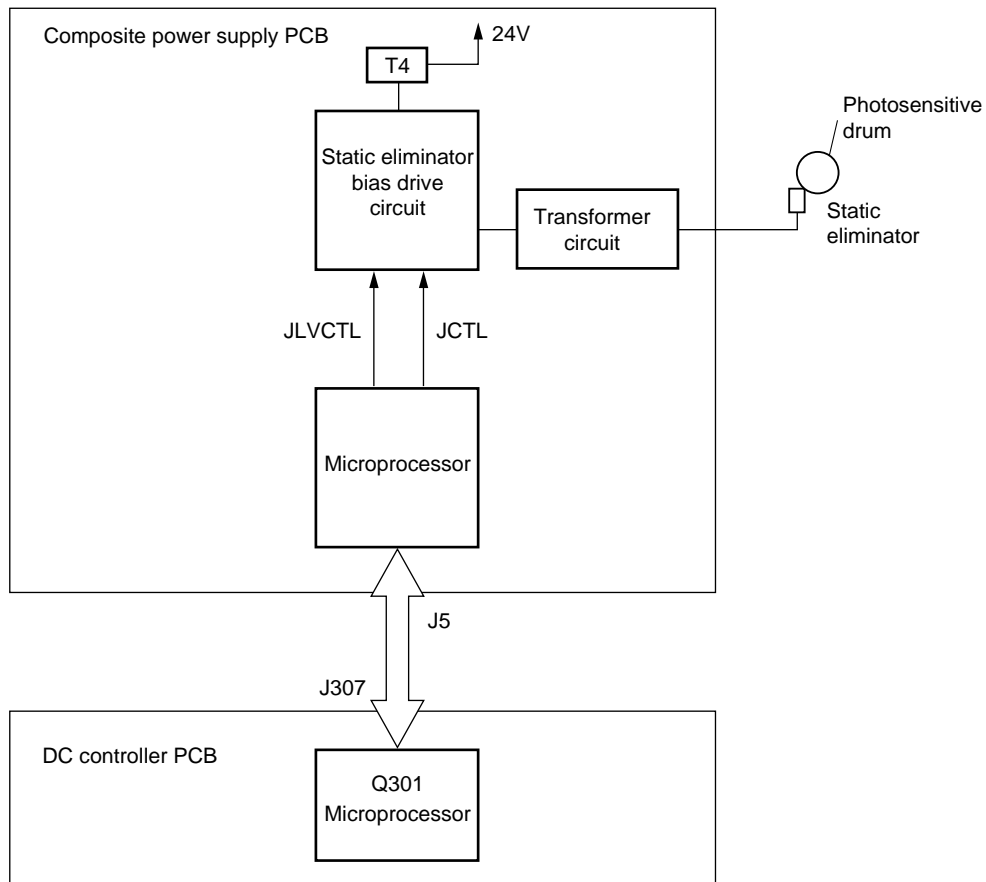 Composite power supply PCB
24V
T4
Static eliminator
bias drive
circuit
Transformer
circuit
Photosensitive
drum
Static
eliminator
JLVCTL
JCTL
Microprocessor
J5
J307
DC controller PCB
Q301
Microprocessor